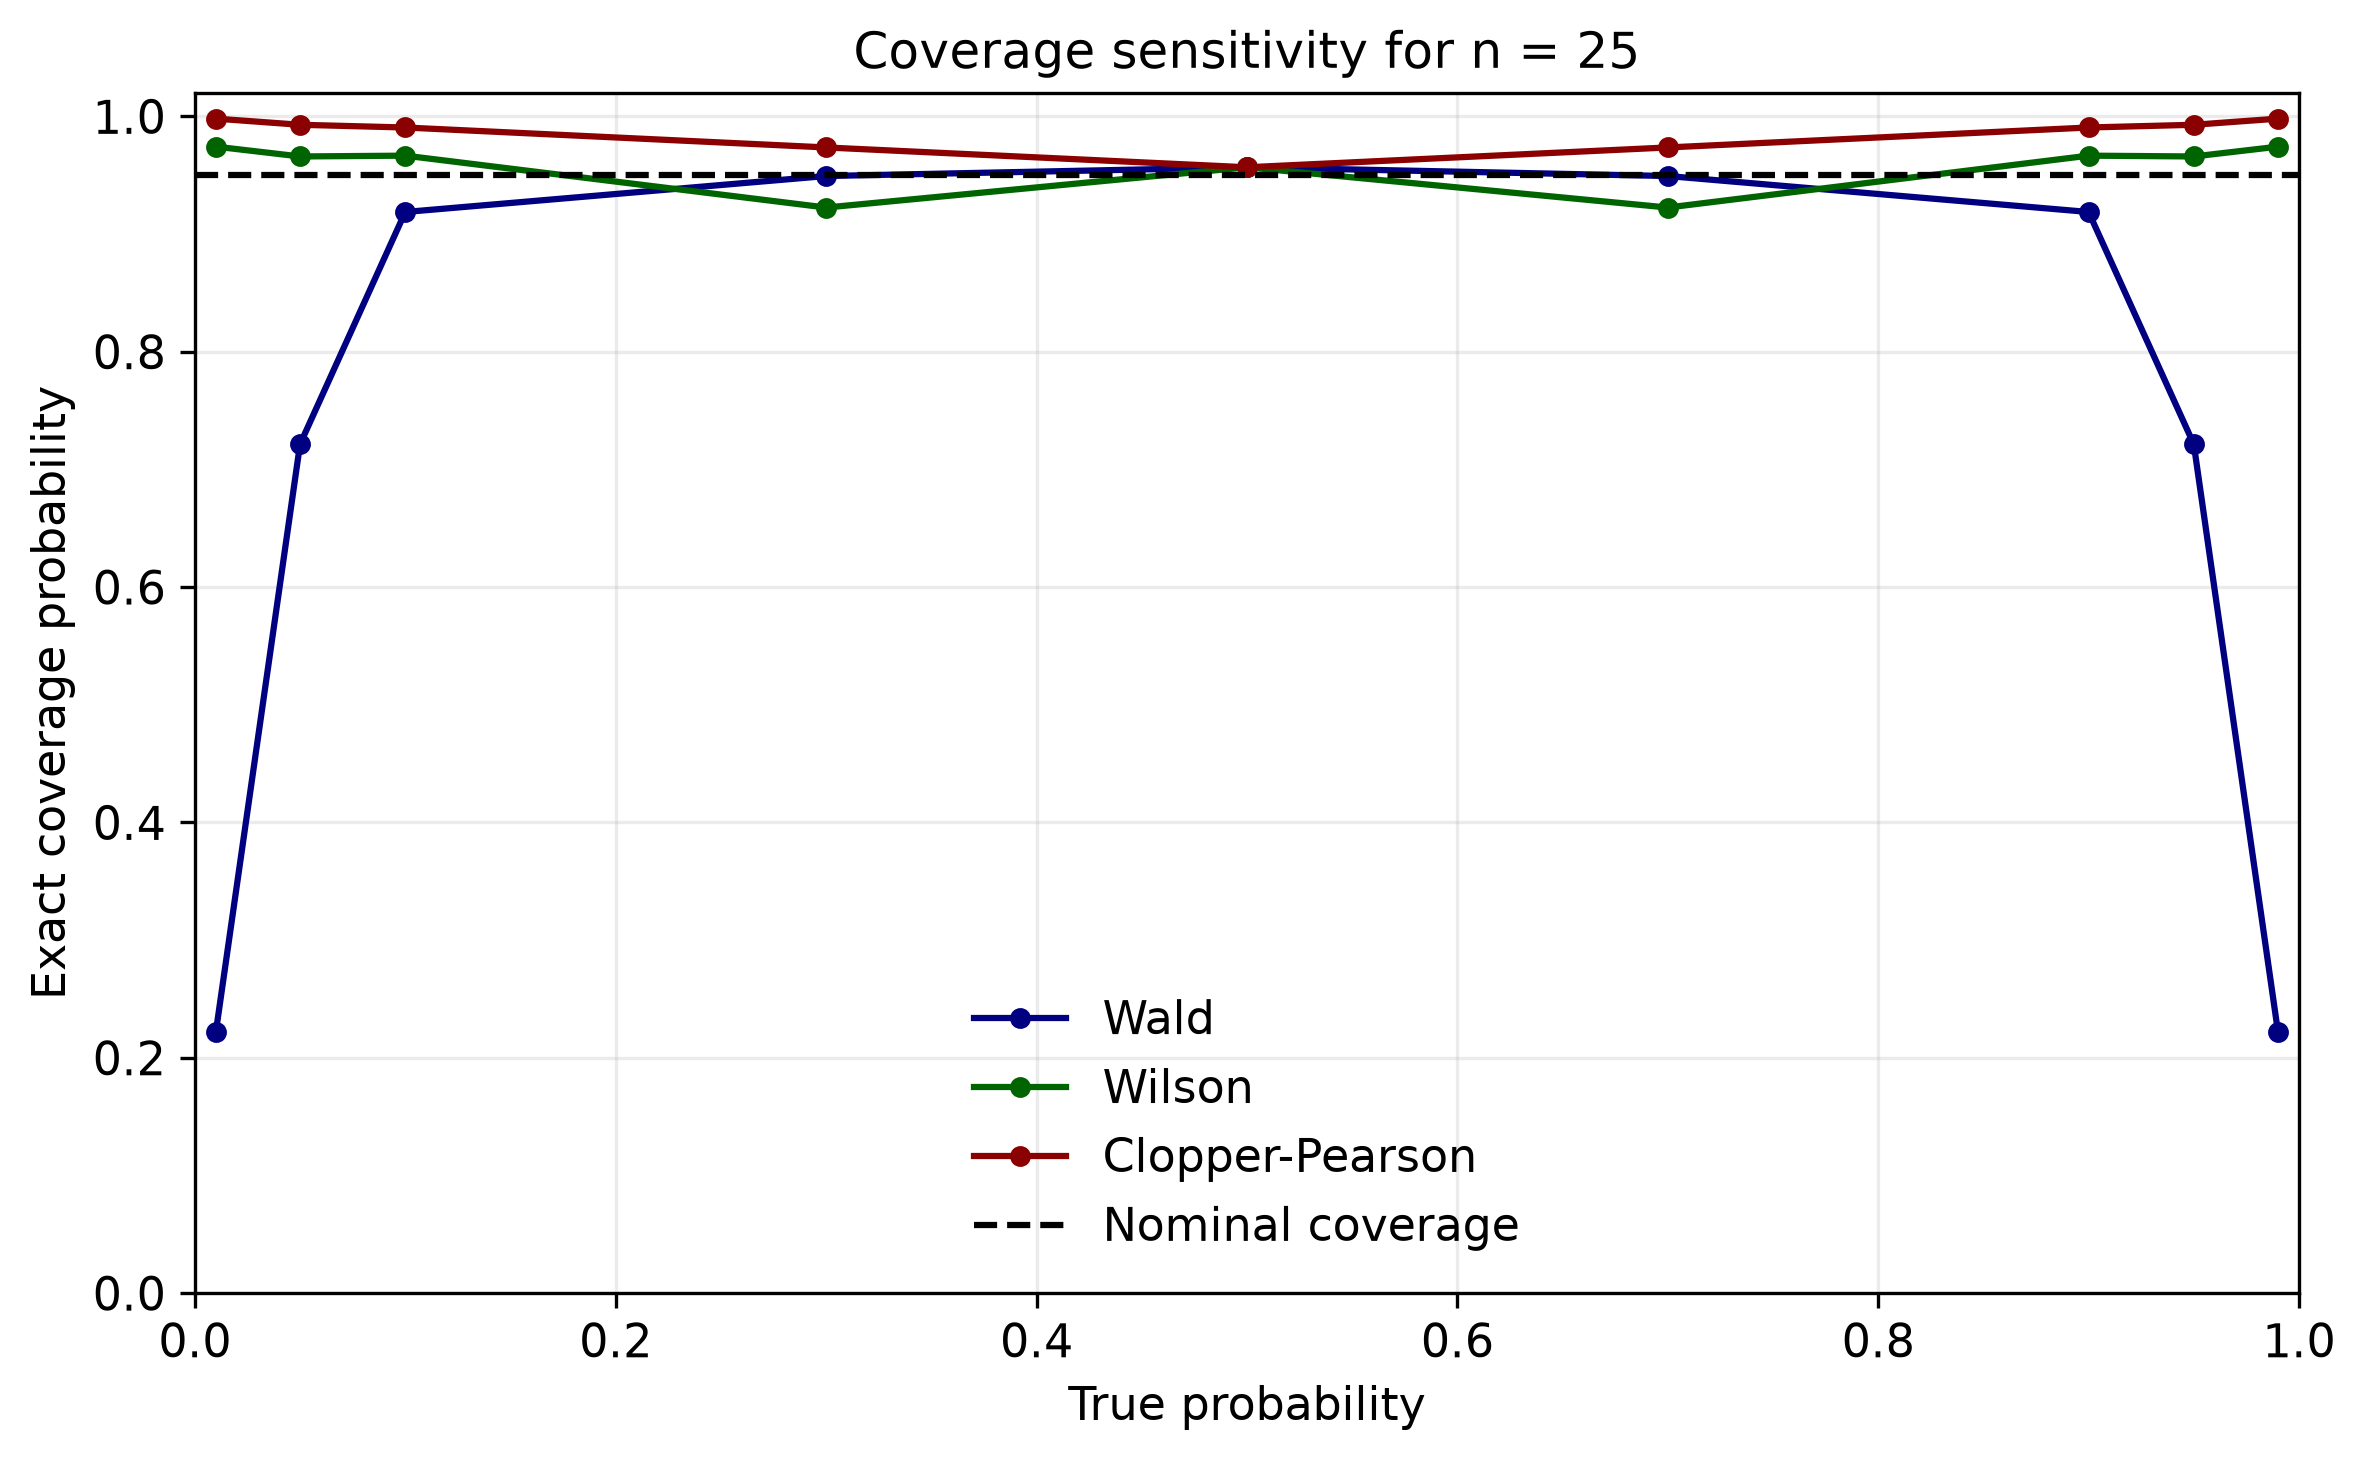 Coverage sensitivity for n = 25
1.0
0.8
0.6
0.4
0.2
0.0
Exact coverage probability
Wald
Wilson
Clopper-Pearson
Nominal coverage
0.0 0.2 0.4 0.6 0.8 1.0
True probability